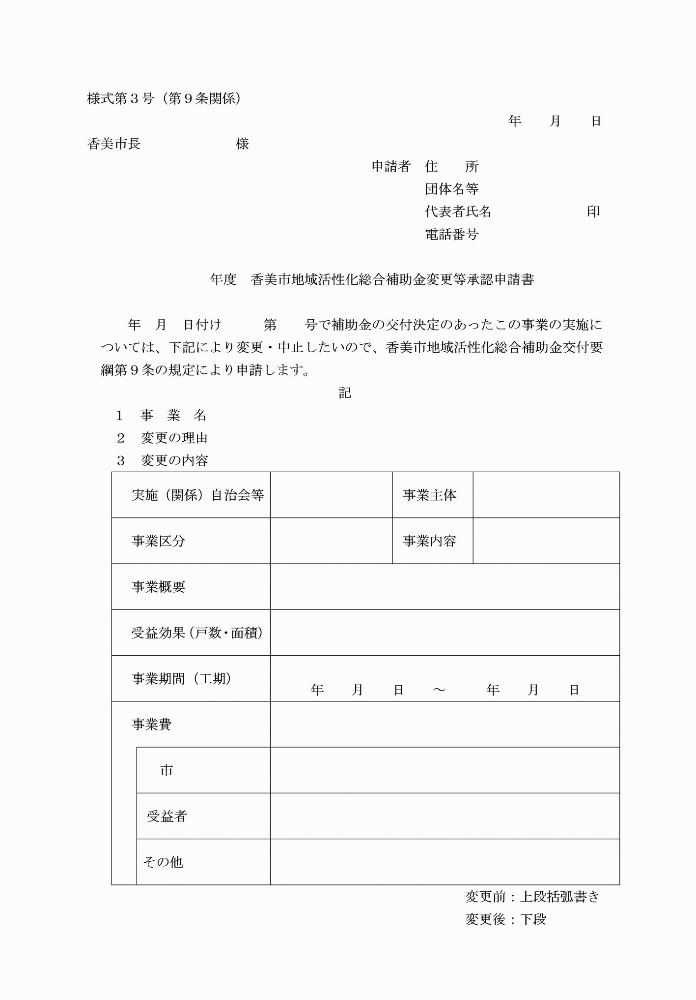 様式第３号（第９条関係）
年　　月　　日
香美市長　　　　　　　様
申請者　住　　所
団体名等
代表者氏名　　　　　　　印
電話番号
年度　香美市地域活性化総合補助金変更等承認申請書
年　月　日付け　　　第　　号で補助金の交付決定のあったこの事業の実施に
ついては、下記により変更・中止したいので、香美市地域活性化総合補助金交付要
綱第９条の規定により申請します。
記
１　事　業　名
２　変更の理由
３　変更の内容
実施（関係）自治会等　事業主体
事業区分　事業内容
事業概要
受益効果（戸数・面積）
事業期間（工期）
年　　月　　日　　～　　　年　　月　　日
事業費
市
受益者
その他
変更前：上段括弧書き
変更後：下段